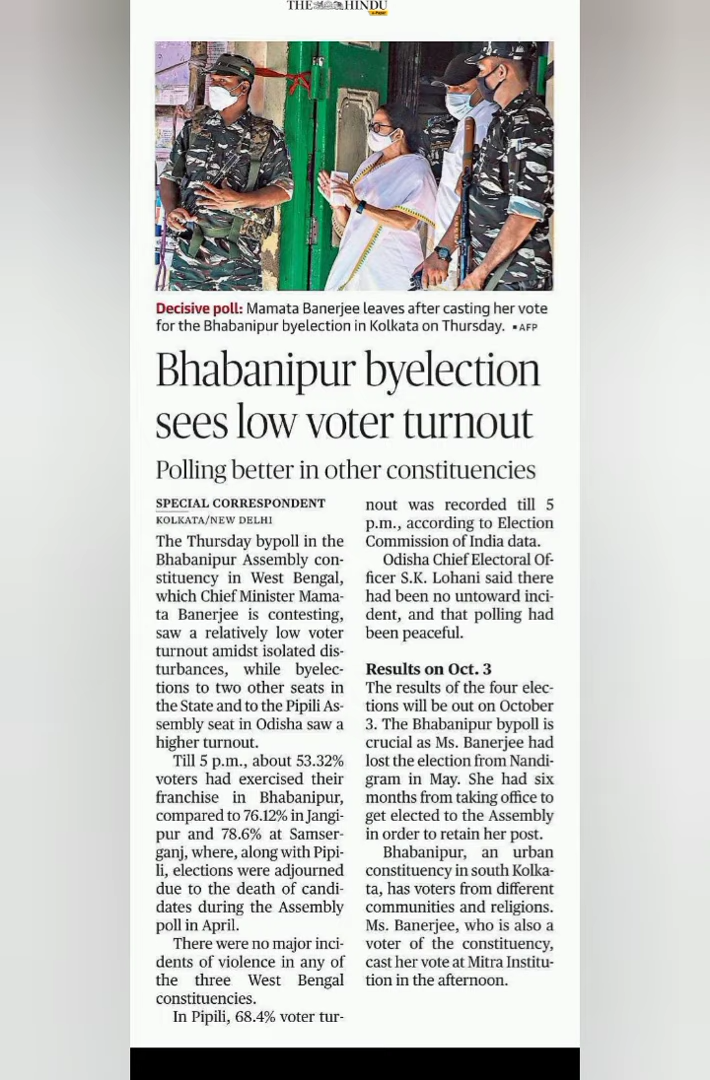 THE HINDU
e-Paper
Decisive poll: Mamata Banerjee leaves after casting her vote
for the Bhabanipur byelection in Kolkata on Thursday. ▪ AFP
Bhabanipur byelection
sees low voter turnout
Polling better in other constituencies
SPECIAL CORRESPONDENT
KOLKATA/NEW DELHI
The Thursday bypoll in the
Bhabanipur Assembly con-
stituency in West Bengal,
which Chief Minister Mama-
ta Banerjee is contesting,
saw a relatively low voter
turnout amidst isolated dis-
turbances, while byelec-
tions to two other seats in
the State and to the Pipili As-
sembly seat in Odisha saw a
higher turnout.
Till 5 p.m., about 53.32%
voters had exercised their
franchise in Bhabanipur,
compared to 76.12% in Jangi-
pur and 78.6% at Samser-
ganj, where, along with Pipi-
li, elections were adjourned
due to the death of candi-
dates during the Assembly
poll in April.
There were no major inci-
dents of violence in any of
the three West Bengal
constituencies.
In Pipili, 68.4% voter tur-
nout was recorded till 5
p.m., according to Election
Commission of India data.
Odisha Chief Electoral Of-
ficer S.K. Lohani said there
had been no untoward inci-
dent, and that polling had
been peaceful.
Results on Oct. 3
The results of the four elec-
tions will be out on October
3. The Bhabanipur bypoll is
crucial as Ms. Banerjee had
lost the election from Nandi-
gram in May. She had six
months from taking office to
get elected to the Assembly
in order to retain her post.
Bhabanipur, an urban
constituency in south Kolka-
ta, has voters from different
communities and religions.
Ms. Banerjee, who is also a
voter of the constituency,
cast her vote at Mitra Institu-
tion in the afternoon.